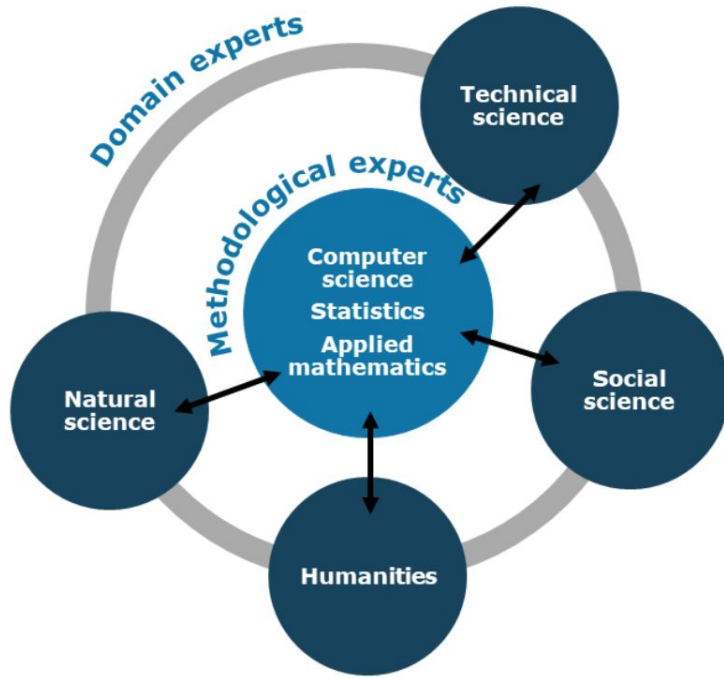 Domain experts
Technical
science
Methodological experts
Computer
science
Statistics
Applied
mathematics
Social
science
Natural
science
Humanities